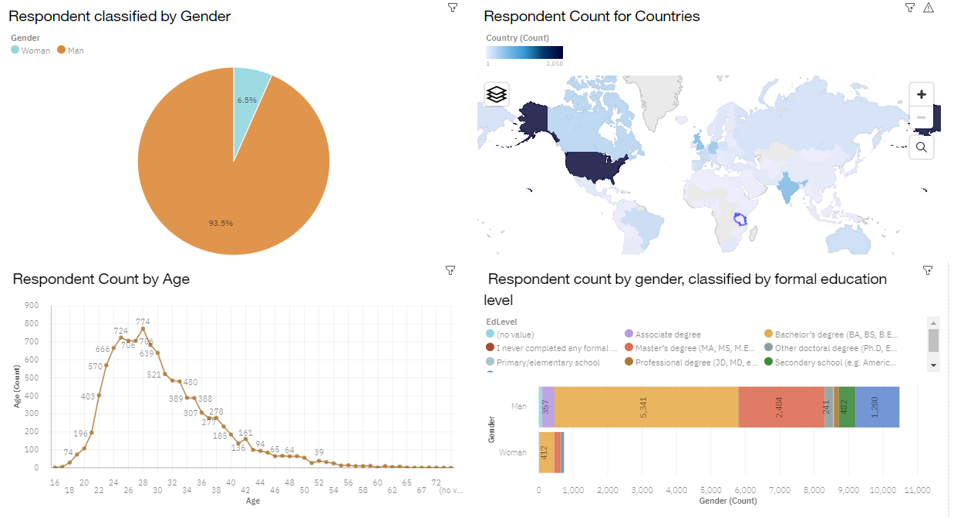 Respondent classified by Gender
Gender
Woman Man
6.5%
93.5%
Respondent Count for Countries
Country (Count)
1 3,058
Respondent Count by Age
Age (Count)
900
800
700
600
500
400
300
200
100
0
74
196
403
570
666
724
706
774
706
639
521
480
389
388
307
278
277
185
161
136
94
65
64
39
16 20 24 28 32 36 40 44 48 52 56 60 65 72
18 22 26 30 34 38 42 46 50 54 58 62 67 (no v...
Age
Respondent count by gender, classified by formal education
level
EdLevel
(no value) Associate degree Bachelor's degree (BA, BS, B.E...
I never completed any formal ... Master's degree (MA, MS, M.E... Other doctoral degree (Ph.D, E...
Primary/elementary school Professional degree (JD, MD, e... Secondary school (e.g. Americ...
Gender
Man
357 5,341 2,484 241 482 1,280
Woman
412
0 1,000 2,000 3,000 4,000 5,000 6,000 7,000 8,000 9,000 10,000 11,000
Gender (Count)